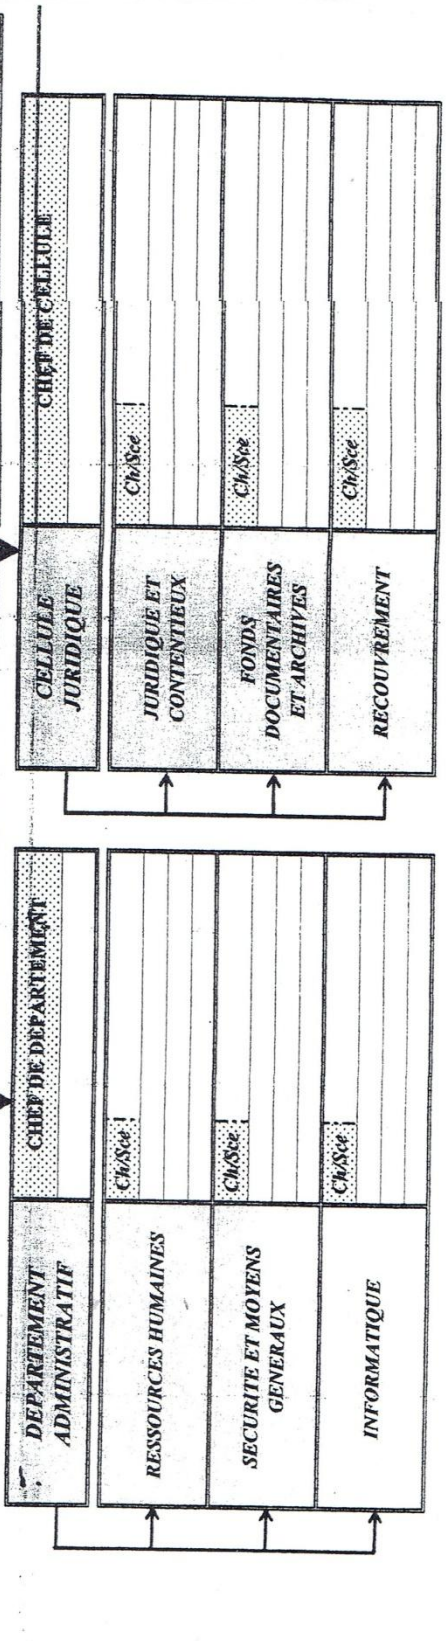 DEPARTEMENT
ADMINISTRATIF
CHEF DE DEPARTEMENT
RESSOURCES HUMAINES
Ch/Sce
SECURITE ET MOYENS
GENERAUX
Ch/Sce
INFORMATIQUE
Ch/Sce
CELLULE
JURIDIQUE
CHEF DE CELLULE
JURIDIQUE ET
CONTENTIEUX
Ch/Sce
FONDS
DOCUMENTAIRES
ET ARCHIVES
Ch/Sce
RECOUVREMENT
Ch/Sce